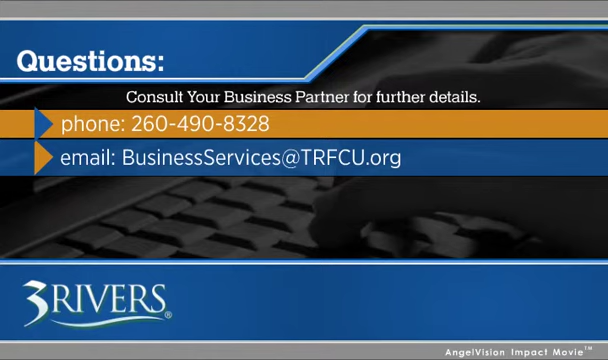 Questions:
Consult Your Business Partner for further details.
phone: 260-490-8328
email: BusinessServices@TRFCU.org
3RIVERS®
AngelVision Impact Movie™